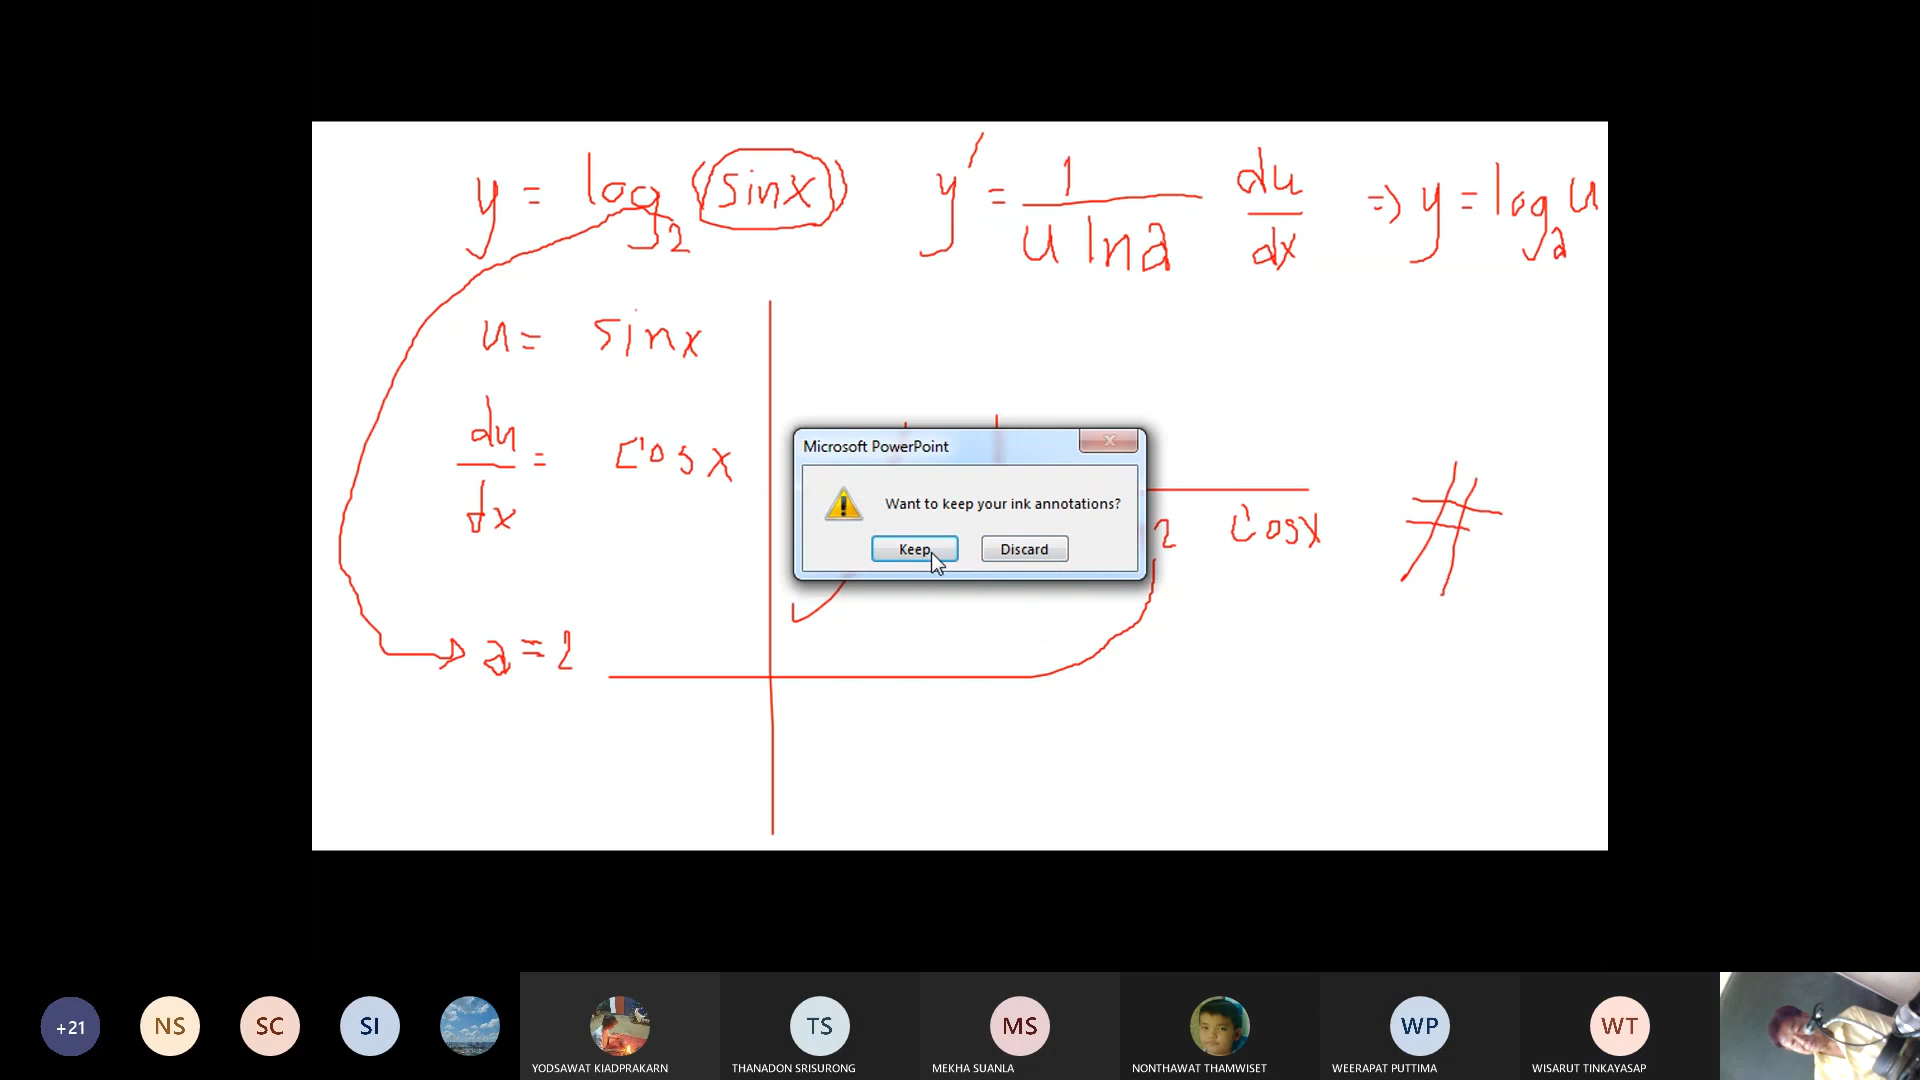 y = log₂(sinx) y' = 1 / (u lna) du/dx ⇒ y = logₐu
u = sinx
du/dx = cosx
Microsoft PowerPoint
Want to keep your ink annotations?
Keep Discard
2 cosx #
a = 2
+21 NS SC SI TS MS WP WT
YODSAWAT KIADPRAKARN THANADON SRISURONG MEKHA SUANLA NONTHAWAT THAMWISET WEERAPAT PUTTIMA WISARUT TINKAYASAP